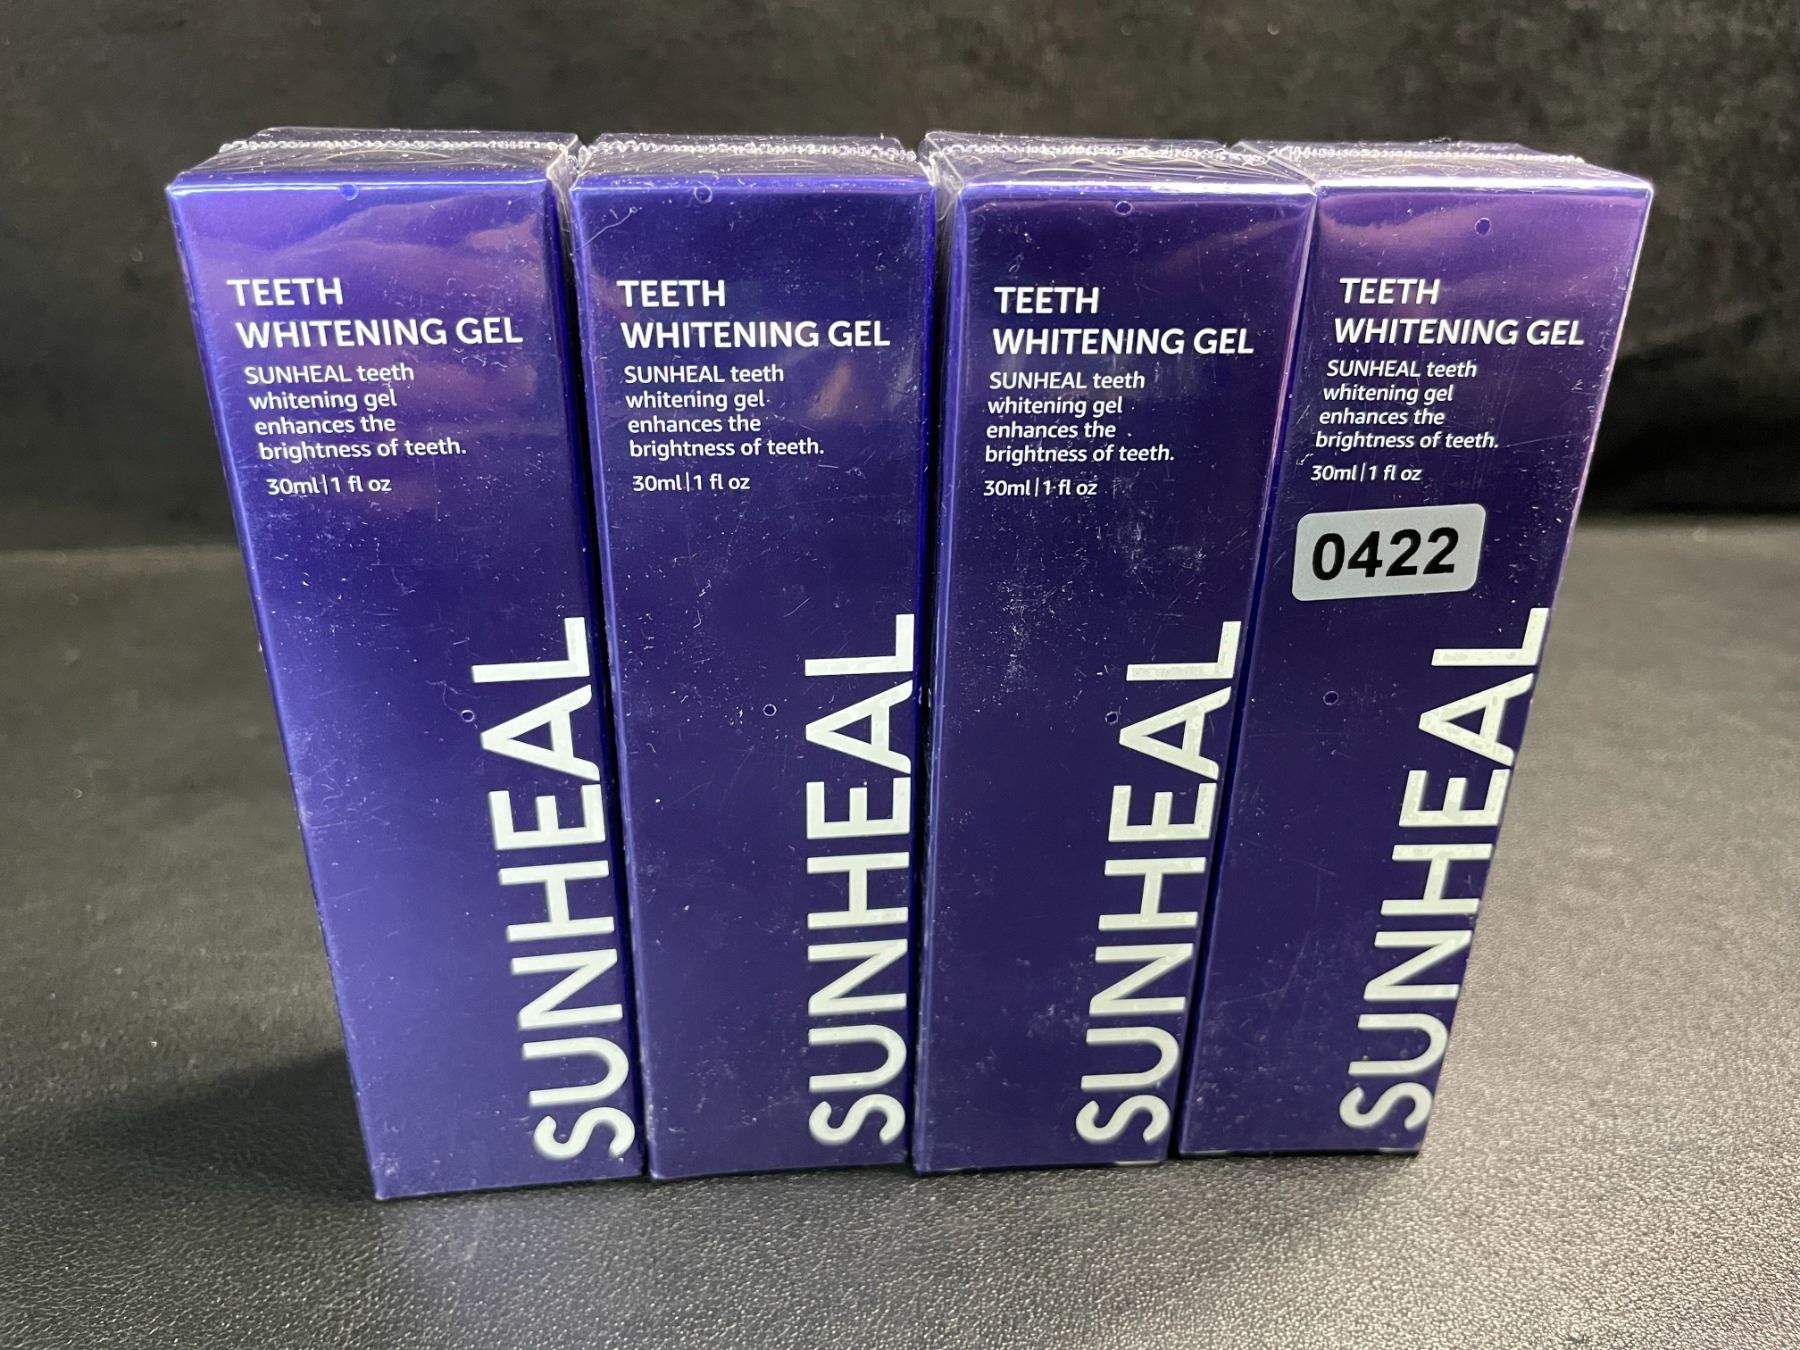 TEETH
WHITENING GEL
SUNHEAL teeth
whitening gel
enhances the
brightness of teeth.
30ml|1 fl oz
SUNHEAL
TEETH
WHITENING GEL
SUNHEAL teeth
whitening gel
enhances the
brightness of teeth.
30ml|1 fl oz
SUNHEAL
TEETH
WHITENING GEL
SUNHEAL teeth
whitening gel
enhances the
brightness of teeth.
30ml|1 fl oz
SUNHEAL
TEETH
WHITENING GEL
SUNHEAL teeth
whitening gel
enhances the
brightness of teeth.
30ml|1 fl oz
0422
SUNHEAL